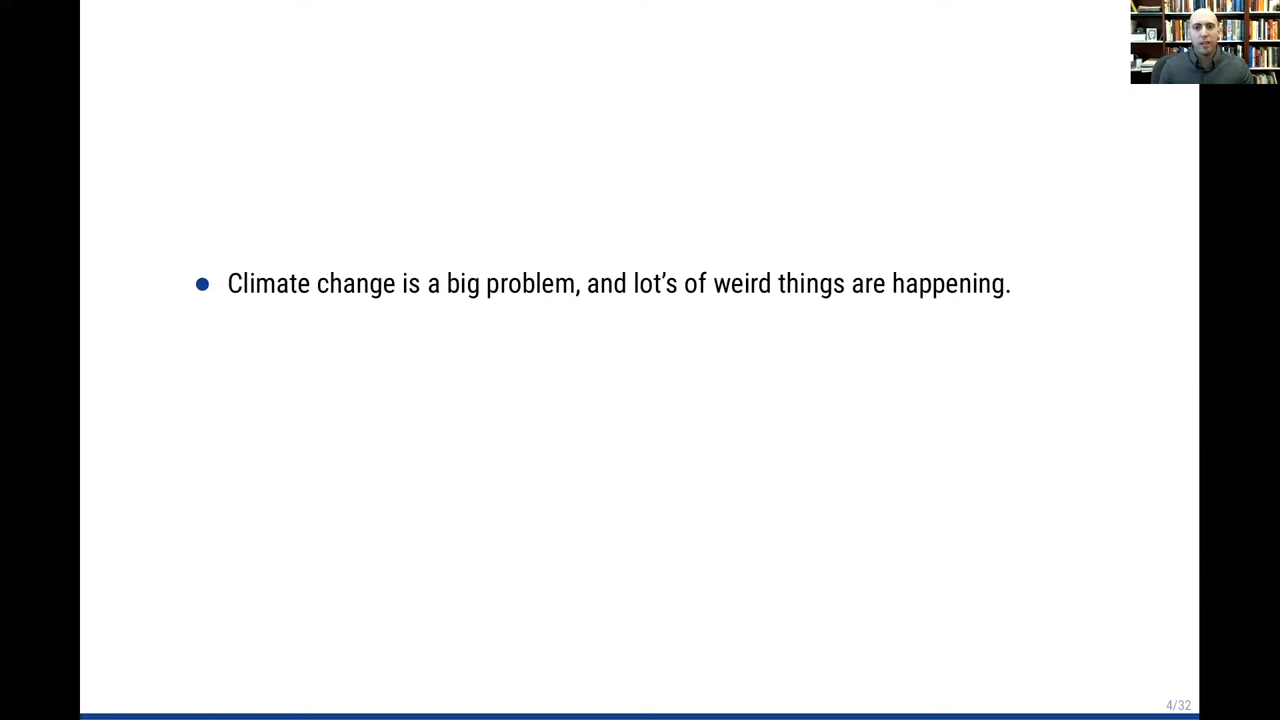 Climate change is a big problem, and lot’s of weird things are happening.
4/32